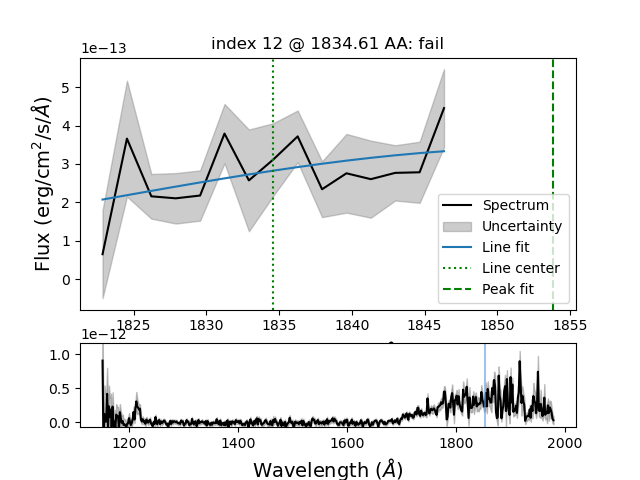 index 12 @ 1834.61 AA: fail
1e−13
5
4
3
2
1
0
Flux (erg/cm²/s/Å)
Spectrum
Uncertainty
Line fit
Line center
Peak fit
1825 1830 1835 1840 1845 1850 1855
1e−12
1.0
0.5
0.0
1200 1400 1600 1800 2000
Wavelength (Å)